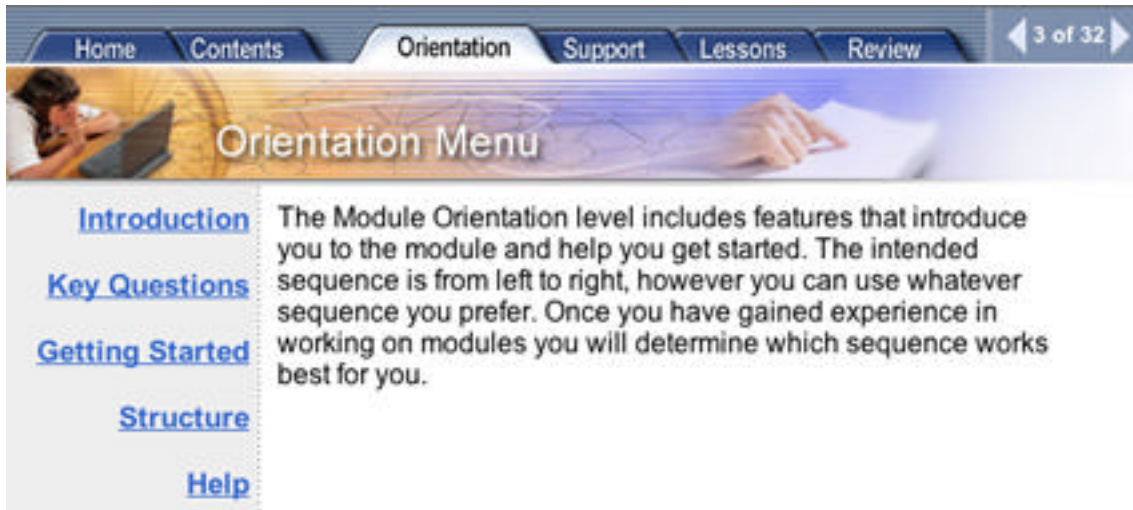 Home Contents Orientation Support Lessons Review 3 of 32
Orientation Menu
Introduction
Key Questions
Getting Started
Structure
Help
The Module Orientation level includes features that introduce
you to the module and help you get started. The intended
sequence is from left to right, however you can use whatever
sequence you prefer. Once you have gained experience in
working on modules you will determine which sequence works
best for you.